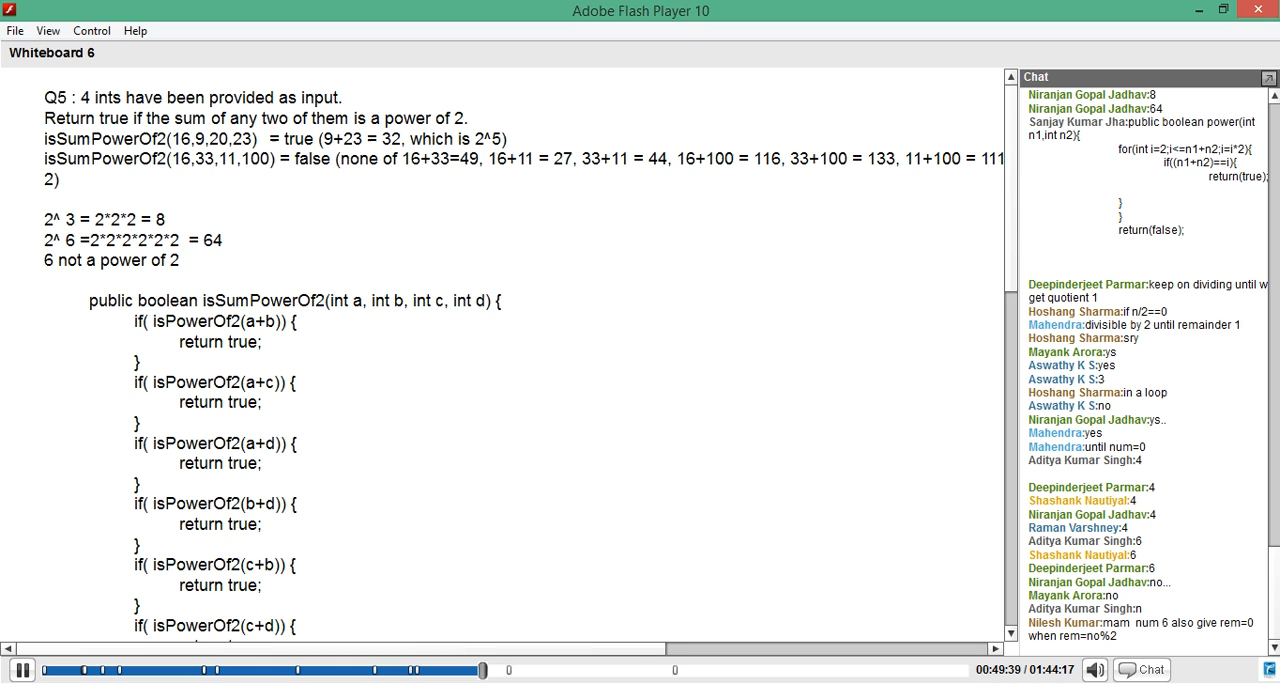 Adobe Flash Player 10
File View Control Help
Whiteboard 6
Q5 : 4 ints have been provided as input.
Return true if the sum of any two of them is a power of 2.
isSumPowerOf2(16,9,20,23) = true (9+23 = 32, which is 2^5)
isSumPowerOf2(16,33,11,100) = false (none of 16+33=49, 16+11 = 27, 33+11 = 44, 16+100 = 116, 33+100 = 133, 11+100 = 111
2)
2^ 3 = 2*2*2 = 8
2^ 6 =2*2*2*2*2*2 = 64
6 not a power of 2
public boolean isSumPowerOf2(int a, int b, int c, int d) {
if( isPowerOf2(a+b)) {
return true;
}
if( isPowerOf2(a+c)) {
return true;
}
if( isPowerOf2(a+d)) {
return true;
}
if( isPowerOf2(b+d)) {
return true;
}
if( isPowerOf2(c+b)) {
return true;
}
if( isPowerOf2(c+d)) {
Chat
Niranjan Gopal Jadhav:8
Niranjan Gopal Jadhav:64
Sanjay Kumar Jha:public boolean power(int
n1,int n2){
for(int i=2;i<=n1+n2;i=i*2){
if((n1+n2)==i){
return(true);
}
}
return(false);
Deepinderjeet Parmar:keep on dividing until w
get quotient 1
Hoshang Sharma:if n/2==0
Mahendra:divisible by 2 until remainder 1
Hoshang Sharma:sry
Mayank Arora:ys
Aswathy K S:yes
Aswathy K S:3
Hoshang Sharma:in a loop
Aswathy K S:no
Niranjan Gopal Jadhav:ys..
Mahendra:yes
Mahendra:until num=0
Aditya Kumar Singh:4
Deepinderjeet Parmar:4
Shashank Nautiyal:4
Niranjan Gopal Jadhav:4
Raman Varshney:4
Aditya Kumar Singh:6
Shashank Nautiyal:6
Deepinderjeet Parmar:6
Niranjan Gopal Jadhav:no...
Mayank Arora:no
Aditya Kumar Singh:n
Nilesh Kumar:mam num 6 also give rem=0
when rem=no%2
00:49:39 / 01:44:17
Chat